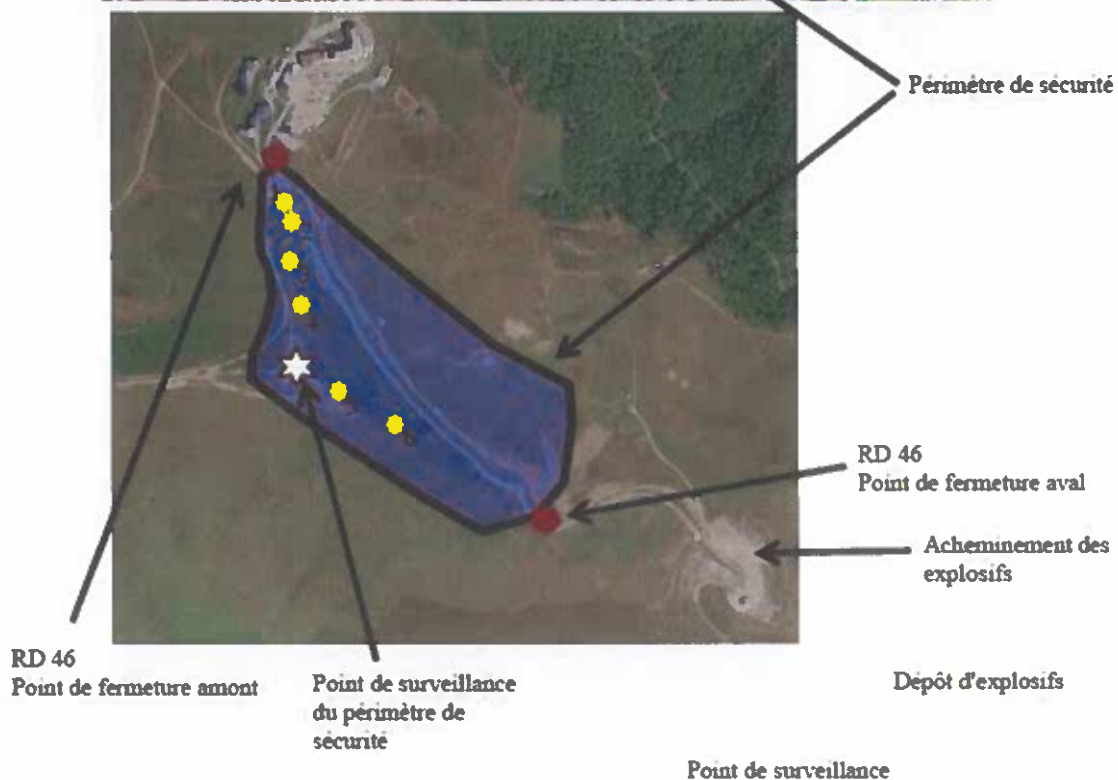 Périmètre de sécurité
RD 46
Point de fermeture aval
Acheminement des
explosifs
RD 46
Point de fermeture amont
Point de surveillance
du périmètre de
sécurité
Dépôt d'explosifs
Point de surveillance